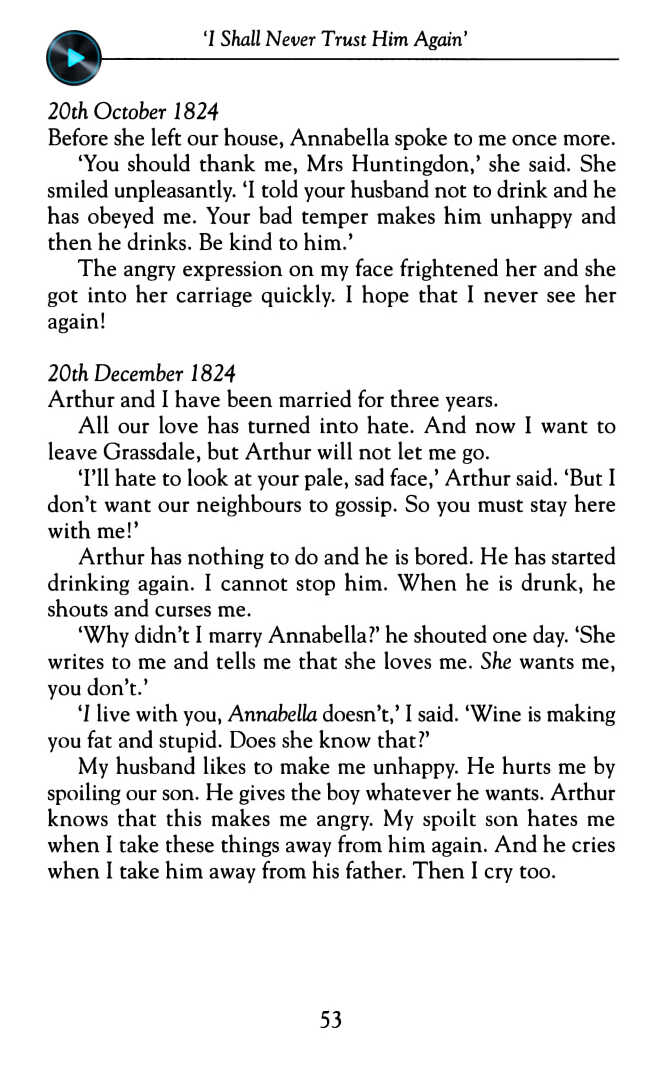 ‘I Shall Never Trust Him Again’
20th October 1824
Before she left our house, Annabella spoke to me once more.
‘You should thank me, Mrs Huntingdon,’ she said. She
smiled unpleasantly. ‘I told your husband not to drink and he
has obeyed me. Your bad temper makes him unhappy and
then he drinks. Be kind to him.’
The angry expression on my face frightened her and she
got into her carriage quickly. I hope that I never see her
again!
20th December 1824
Arthur and I have been married for three years.
All our love has turned into hate. And now I want to
leave Grassdale, but Arthur will not let me go.
‘I’ll hate to look at your pale, sad face,’ Arthur said. ‘But I
don’t want our neighbours to gossip. So you must stay here
with me!’
Arthur has nothing to do and he is bored. He has started
drinking again. I cannot stop him. When he is drunk, he
shouts and curses me.
‘Why didn’t I marry Annabella?’ he shouted one day. ‘She
writes to me and tells me that she loves me. She wants me,
you don’t.’
‘I live with you, Annabella doesn’t,’ I said. ‘Wine is making
you fat and stupid. Does she know that?’
My husband likes to make me unhappy. He hurts me by
spoiling our son. He gives the boy whatever he wants. Arthur
knows that this makes me angry. My spoilt son hates me
when I take these things away from him again. And he cries
when I take him away from his father. Then I cry too.
53